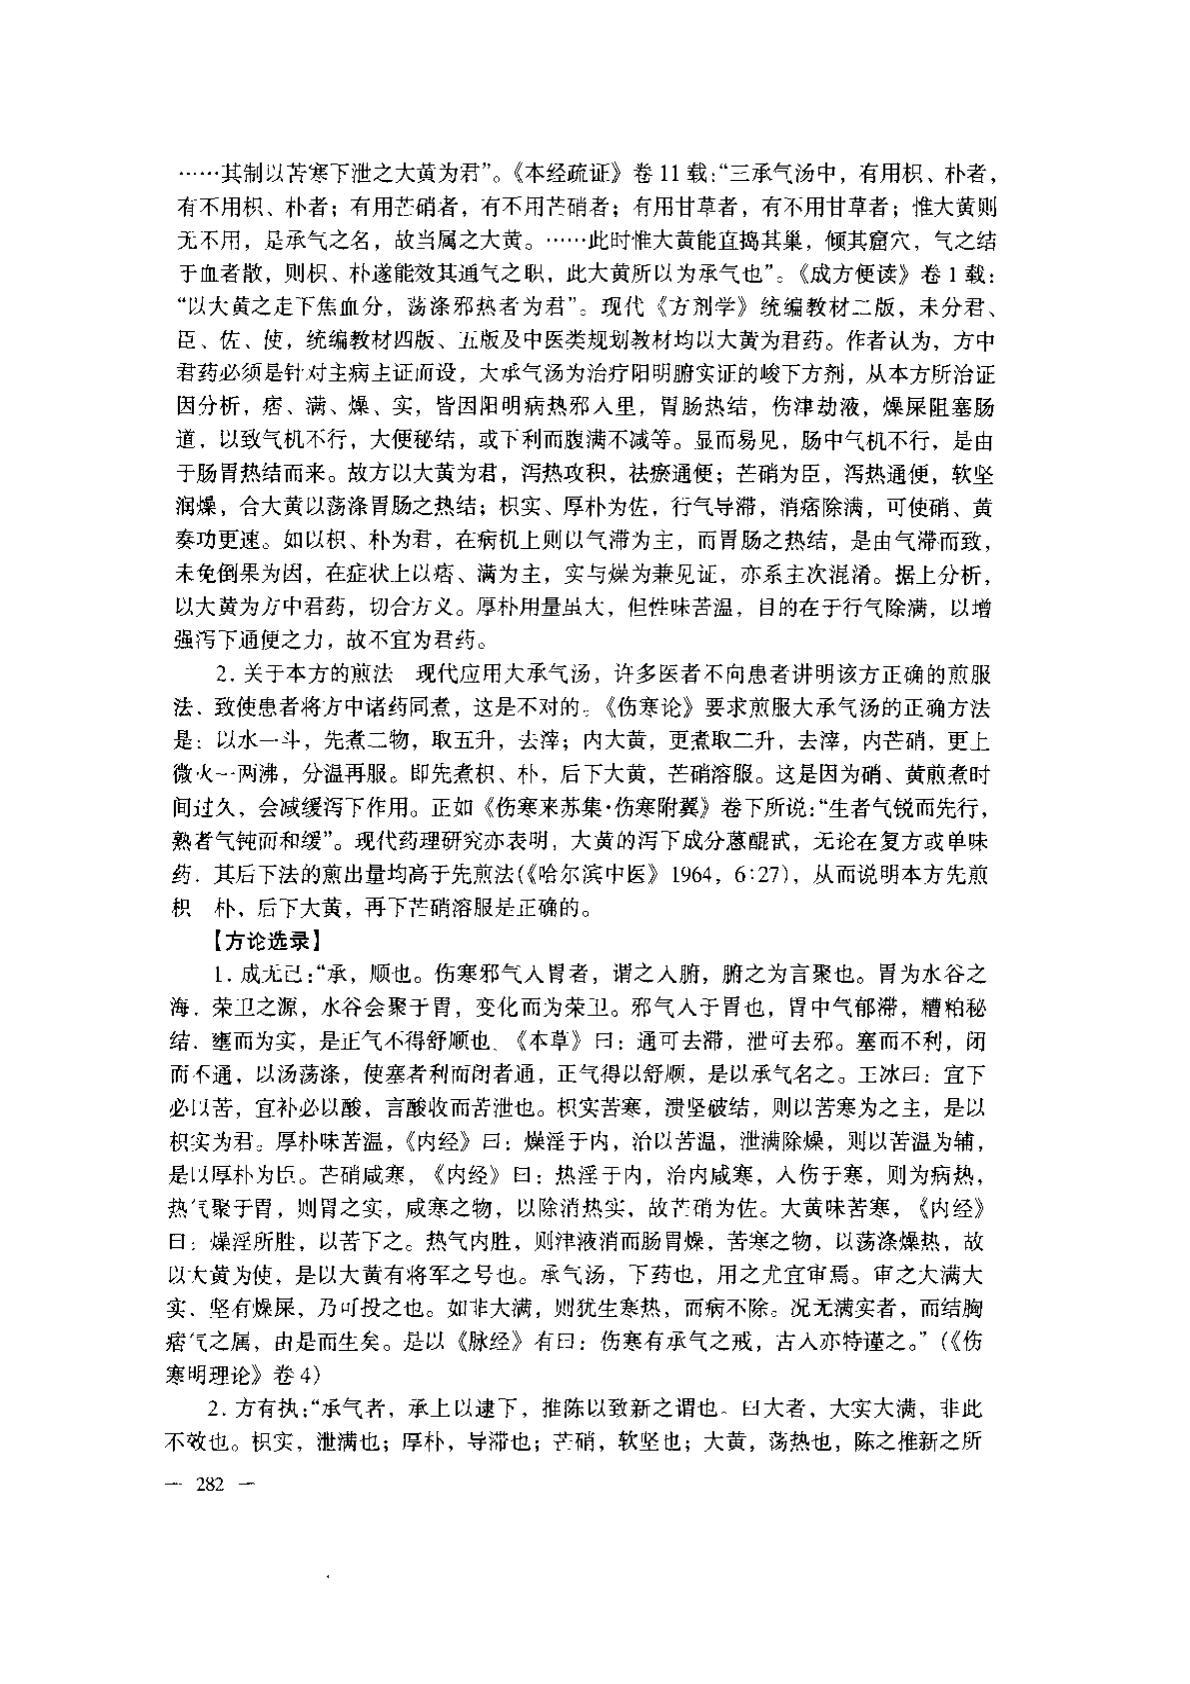 ……其制以苦寒下泄之大黄为君”。《本经疏证》卷 11 载:“三承气汤中，有用枳、朴者，
有不用枳、朴者；有用芒硝者，有不用芒硝者；有用甘草者，有不用甘草者；惟大黄则
无不用，是承气之名，故当属之大黄。……此时惟大黄能直捣其巢，倾其窟穴，气之结
于血者散，则枳、朴遂能效其通气之职，此大黄所以为承气也”。《成方便读》卷 1 载：
“以大黄之走下焦血分，荡涤邪热者为君”。现代《方剂学》统编教材二版，未分君、
臣、佐、使，统编教材四版、五版及中医类规划教材均以大黄为君药。作者认为，方中
君药必须是针对主病主证而设，大承气汤为治疗阳明腑实证的峻下方剂，从本方所治证
因分析，痞、满、燥、实，皆因阳明病热邪入里，胃肠热结，伤津劫液，燥屎阻塞肠
道，以致气机不行，大便秘结，或下利而腹满不减等。显而易见，肠中气机不行，是由
于肠胃热结而来。故方以大黄为君，泻热攻积，祛瘀通便；芒硝为臣，泻热通便，软坚
润燥，合大黄以荡涤胃肠之热结；枳实、厚朴为佐，行气导滞，消痞除满，可使硝、黄
奏功更速。如以枳、朴为君，在病机上则以气滞为主，而胃肠之热结，是由气滞而致，
未免倒果为因，在症状上以痞、满为主，实与燥为兼见证，亦系主次混淆。据上分析，
以大黄为方中君药，切合方义。厚朴用量虽大，但性味苦温，目的在于行气除满，以增
强泻下通便之力，故不宜为君药。
2. 关于本方的煎法　现代应用大承气汤，许多医者不向患者讲明该方正确的煎服
法、致使患者将方中诸药同煮，这是不对的。《伤寒论》要求煎服大承气汤的正确方法
是：以水一斗，先煮二物，取五升，去滓；内大黄，更煮取二升，去滓，内芒硝，更上
微火一两沸，分温再服。即先煮枳、朴，后下大黄，芒硝溶服。这是因为硝、黄煎煮时
间过久，会减缓泻下作用。正如《伤寒来苏集·伤寒附翼》卷下所说:“生者气锐而先行，
熟者气钝而和缓”。现代药理研究亦表明，大黄的泻下成分蒽醌甙，无论在复方或单味
药．其后下法的煎出量均高于先煎法(《哈尔滨中医》1964，6:27)，从而说明本方先煎
枳　朴，后下大黄，再下芒硝溶服是正确的。
【方论选录】
1. 成无己:“承，顺也。伤寒邪气入胃者，谓之入腑，腑之为言聚也。胃为水谷之
海．荣卫之源，水谷会聚于胃，变化而为荣卫。邪气入于胃也，胃中气郁滞，糟粕秘
结．壅而为实，是正气不得舒顺也、《本草》曰：通可去滞，泄可去邪。塞而不利，闭
而不通，以汤荡涤，使塞者利而闭者通，正气得以舒顺，是以承气名之。王冰曰：宜下
必以苦，宜补必以酸，言酸收而苦泄也。枳实苦寒，溃坚破结，则以苦寒为之主，是以
枳实为君。厚朴味苦温，《内经》曰：燥淫于内，治以苦温，泄满除燥，则以苦温为辅，
是以厚朴为臣。芒硝咸寒，《内经》曰：热淫于内，治内咸寒，人伤于寒，则为病热，
热气聚于胃，则胃之实，咸寒之物，以除消热实，故芒硝为佐。大黄味苦寒，《内经》
曰：燥淫所胜，以苦下之。热气内胜，则津液消而肠胃燥，苦寒之物，以荡涤燥热，故
以大黄为使，是以大黄有将军之号也。承气汤，下药也，用之尤宜审焉。审之大满大
实、坚有燥屎，乃可投之也。如非大满，则犹生寒热，而病不除。况无满实者，而结胸
痞气之属，由是而生矣。是以《脉经》有曰：伤寒有承气之戒，古人亦特谨之。”（《伤
寒明理论》卷 4）
2. 方有执:“承气者，承上以逮下，推陈以致新之谓也。曰大者，大实大满，非此
不效也。枳实，泄满也；厚朴，导滞也；芒硝，软坚也；大黄，荡热也，陈之推新之所
— 282 —